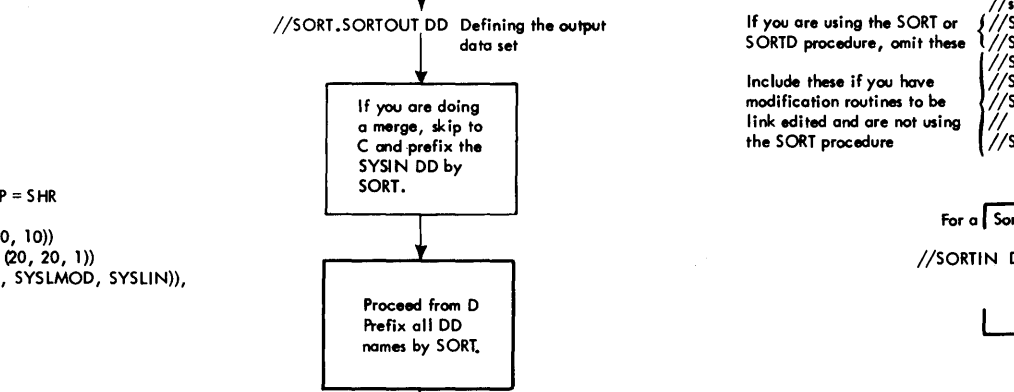 //SORT.SORTOUT DD Defining the output
data set
If you are doing
a merge, skip to
C and prefix the
SYSIN DD by
SORT.
Proceed from D
Prefix all DD
names by SORT.
P = SHR
0, 10))
(20, 20, 1))
, SYSLMOD, SYSLIN)),
If you are using the SORT or
SORTD procedure, omit these
Include these if you have
modification routines to be
link edited and are not using
the SORT procedure
//S
//S
//S
//S
//S
//S
//
//S
For a Sor
//SORTIN D